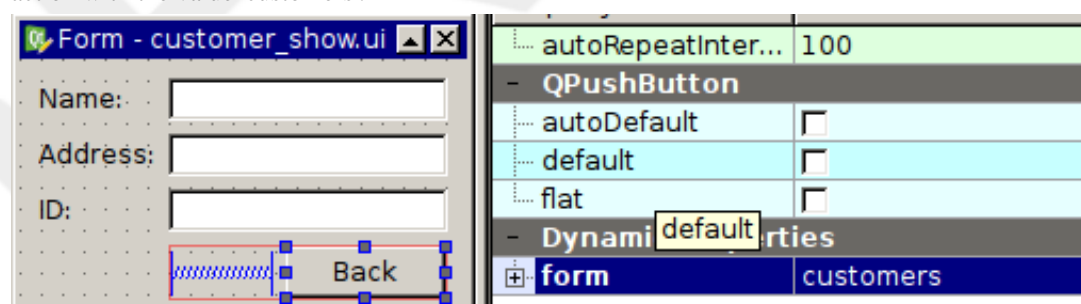 Form - customer_show.ui
Name:
Address:
ID:
Back
autoRepeatInter... 100
QPushButton
autoDefault
default
flat
default
Dynami rties
form customers